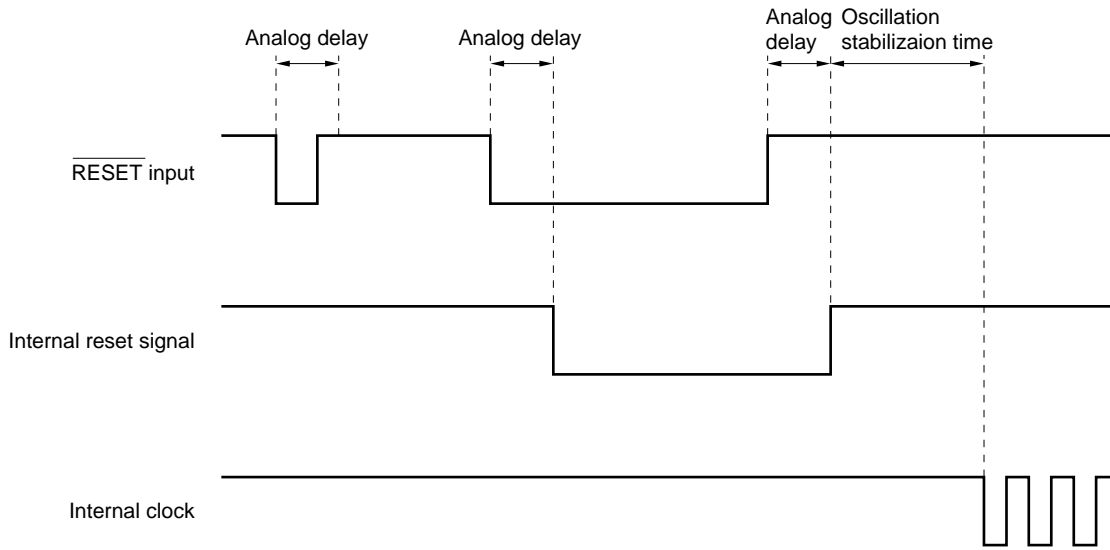 Analog delay
Analog delay
Analog
delay
Oscillation
stabilizaion time
RESET input
Internal reset signal
Internal clock